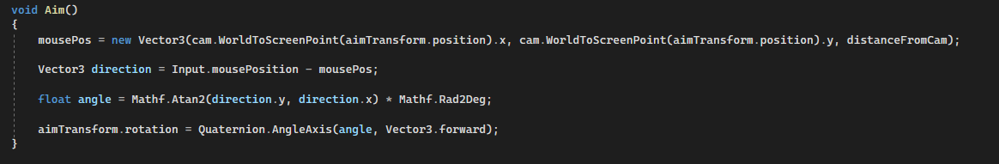 void Aim()
{
mousePos = new Vector3(cam.WorldToScreenPoint(aimTransform.position).x, cam.WorldToScreenPoint(aimTransform.position).y, distanceFromCam);
Vector3 direction = Input.mousePosition - mousePos;
float angle = Mathf.Atan2(direction.y, direction.x) * Mathf.Rad2Deg;
aimTransform.rotation = Quaternion.AngleAxis(angle, Vector3.forward);
}